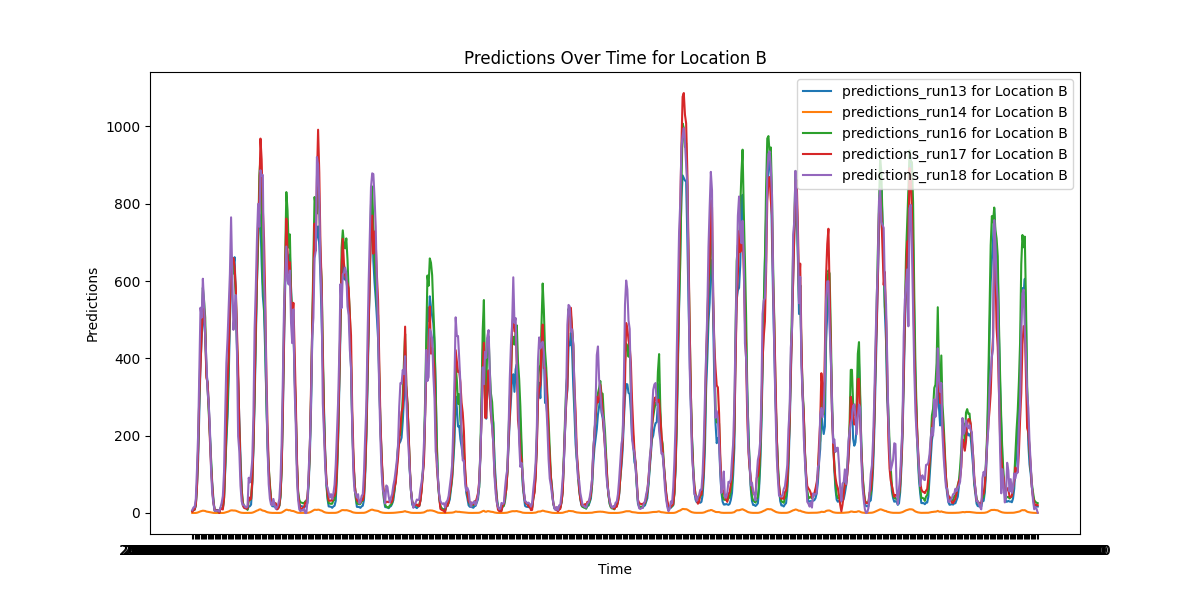 Predictions Over Time for Location B
predictions_run13 for Location B
predictions_run14 for Location B
predictions_run16 for Location B
predictions_run17 for Location B
predictions_run18 for Location B
1000
800
600
400
200
0
Predictions
Time